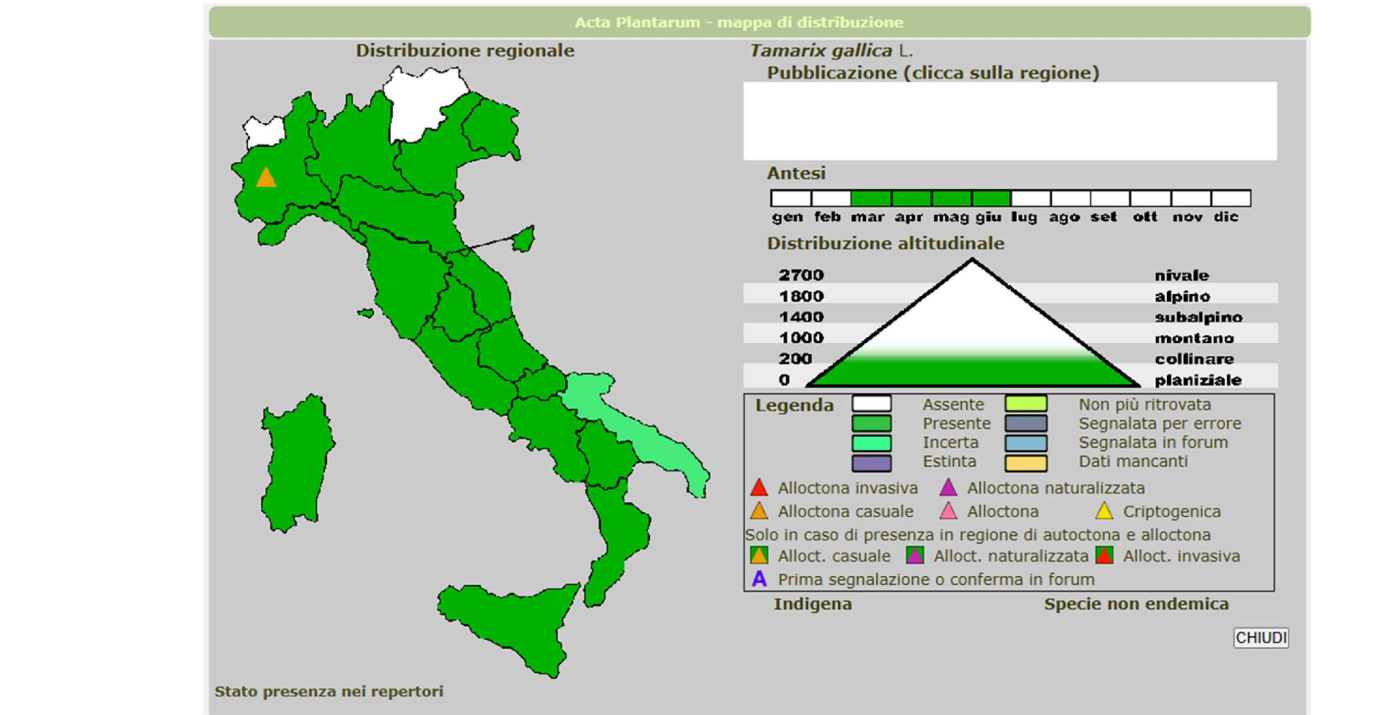 Acta Plantarum - mappa di distribuzione
Distribuzione regionale
Tamarix gallica L.
Pubblicazione (clicca sulla regione)
Antesi
gen feb mar apr mag giu lug ago set ott nov dic
Distribuzione altitudinale
2700 nivale
1800 alpino
1400 subalpino
1000 montano
200 collinare
0 planiziale
Legenda Assente Non più ritrovata
Presente Segnalata per errore
Incerta Segnalata in forum
Estinta Dati mancanti
Alloctona invasiva Alloctona naturalizzata
Alloctona casuale Alloctona Criptogenica
Solo in caso di presenza in regione di autoctona e alloctona
Alloct. casuale Alloct. naturalizzata Alloct. invasiva
A Prima segnalazione o conferma in forum
Indigena Specie non endemica
CHIUDI
Stato presenza nei repertori